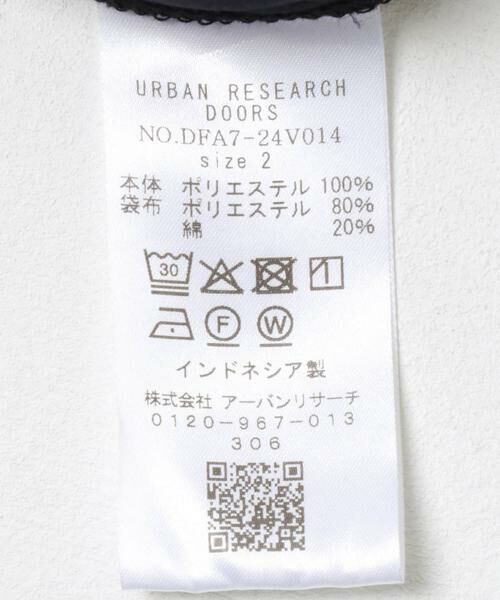 URBAN RESEARCH
DOORS
NO.DFA7-24V014
size 2
本体 ポリエステル 100%
袋布 ポリエステル 80%
綿 20%
30
F W
インドネシア製
株式会社 アーバンリサーチ
0120-967-013
306